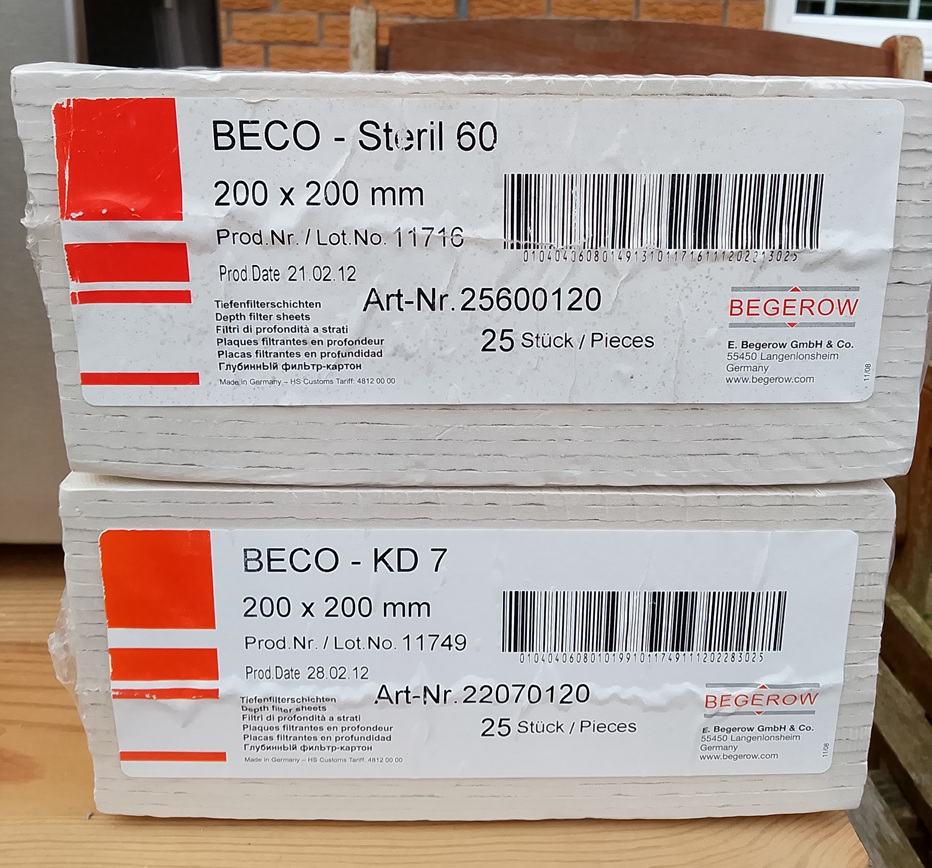 BECO - Steril 60
200 x 200 mm
Prod.Nr. / Lot.No. 11716
Prod.Date 21.02.12
Art-Nr. 25600120
25 Stück / Pieces
Tiefenfilterschichten
Depth filter sheets
Filtri di profondità a strati
Plaques filtrantes en profondeur
Placas filtrantes en profundidad
Глубинный фильтр-картон
Made in Germany – HS Customs Tariff: 4812 00 00
BEGEROW
E. Begerow GmbH & Co.
55450 Langenlonsheim
Germany
www.begerow.com
11/08
BECO - KD 7
200 x 200 mm
Prod.Nr. / Lot.No. 11749
Prod.Date 28.02.12
Art-Nr. 22070120
25 Stück / Pieces
Tiefenfilterschichten
Depth filter sheets
Filtri di profondità a strati
Plaques filtrantes en profondeur
Placas filtrantes en profundidad
Глубинный фильтр-картон
Made in Germany – HS Customs Tariff: 4812 00 00
01040406080101991011749111202283025
BEGEROW
E. Begerow GmbH & Co.
55450 Langenlonsheim
Germany
www.begerow.com
11/08